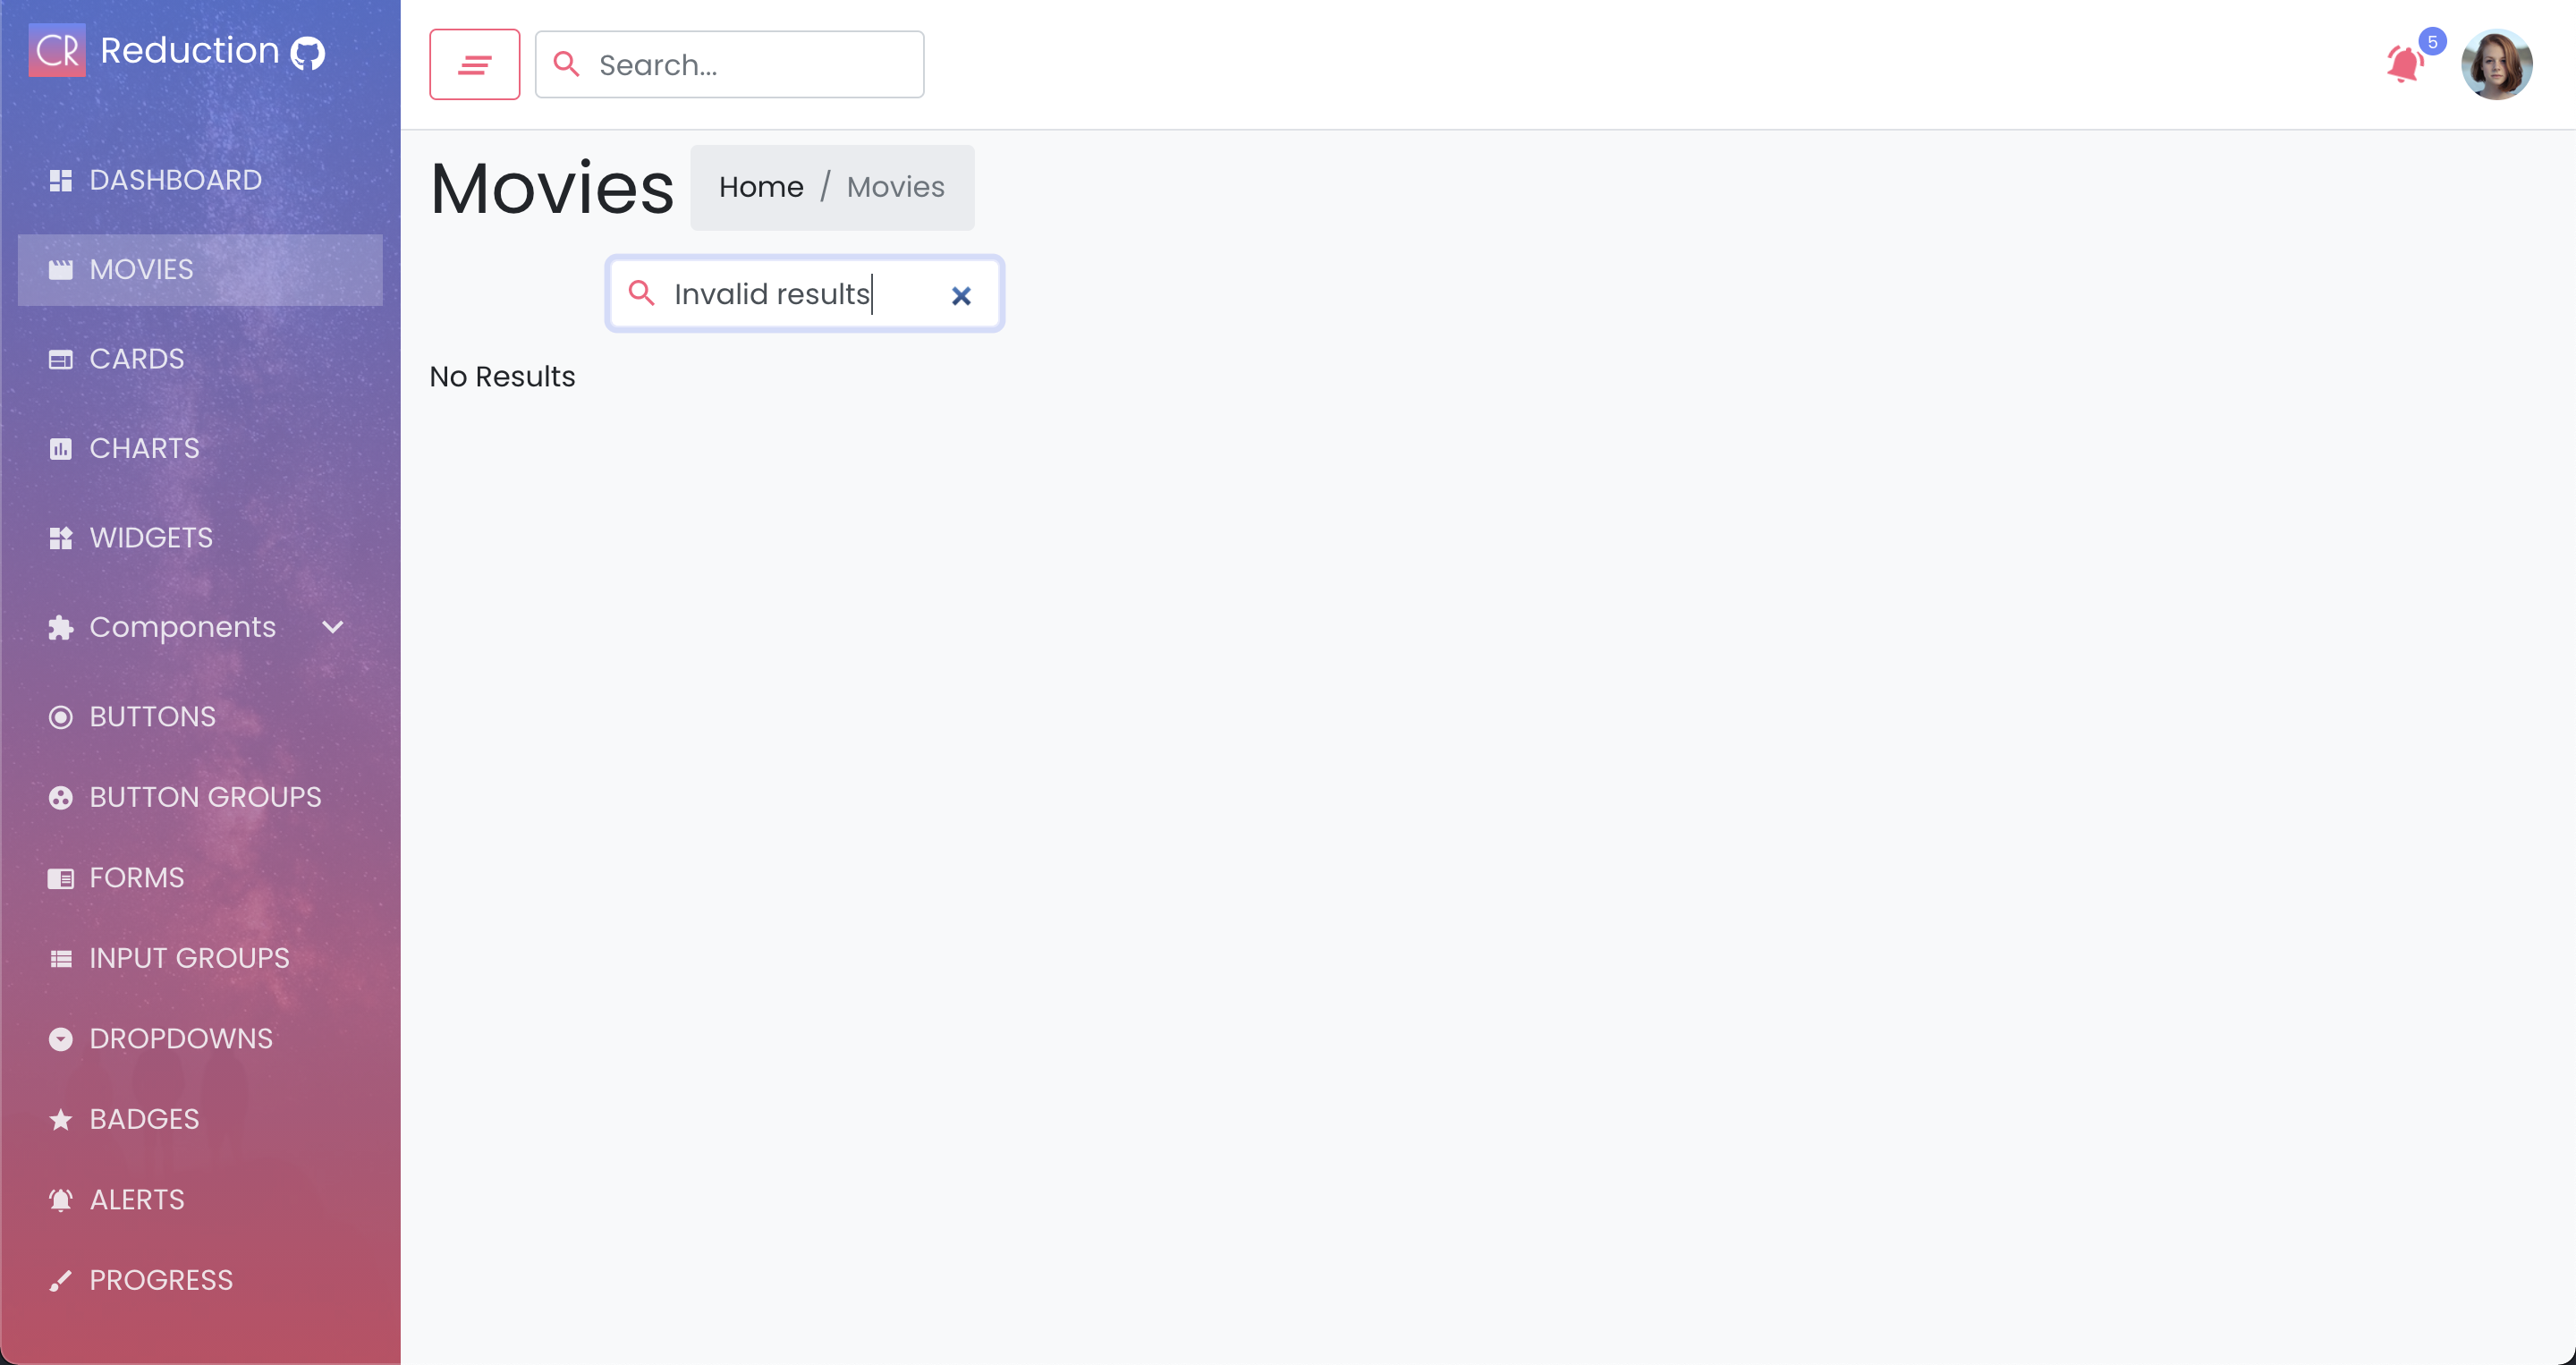 CR Reduction
DASHBOARD
MOVIES
CARDS
CHARTS
WIDGETS
Components
BUTTONS
BUTTON GROUPS
FORMS
INPUT GROUPS
DROPDOWNS
BADGES
ALERTS
PROGRESS
Search...
5
Movies
Home / Movies
Invalid results
No Results